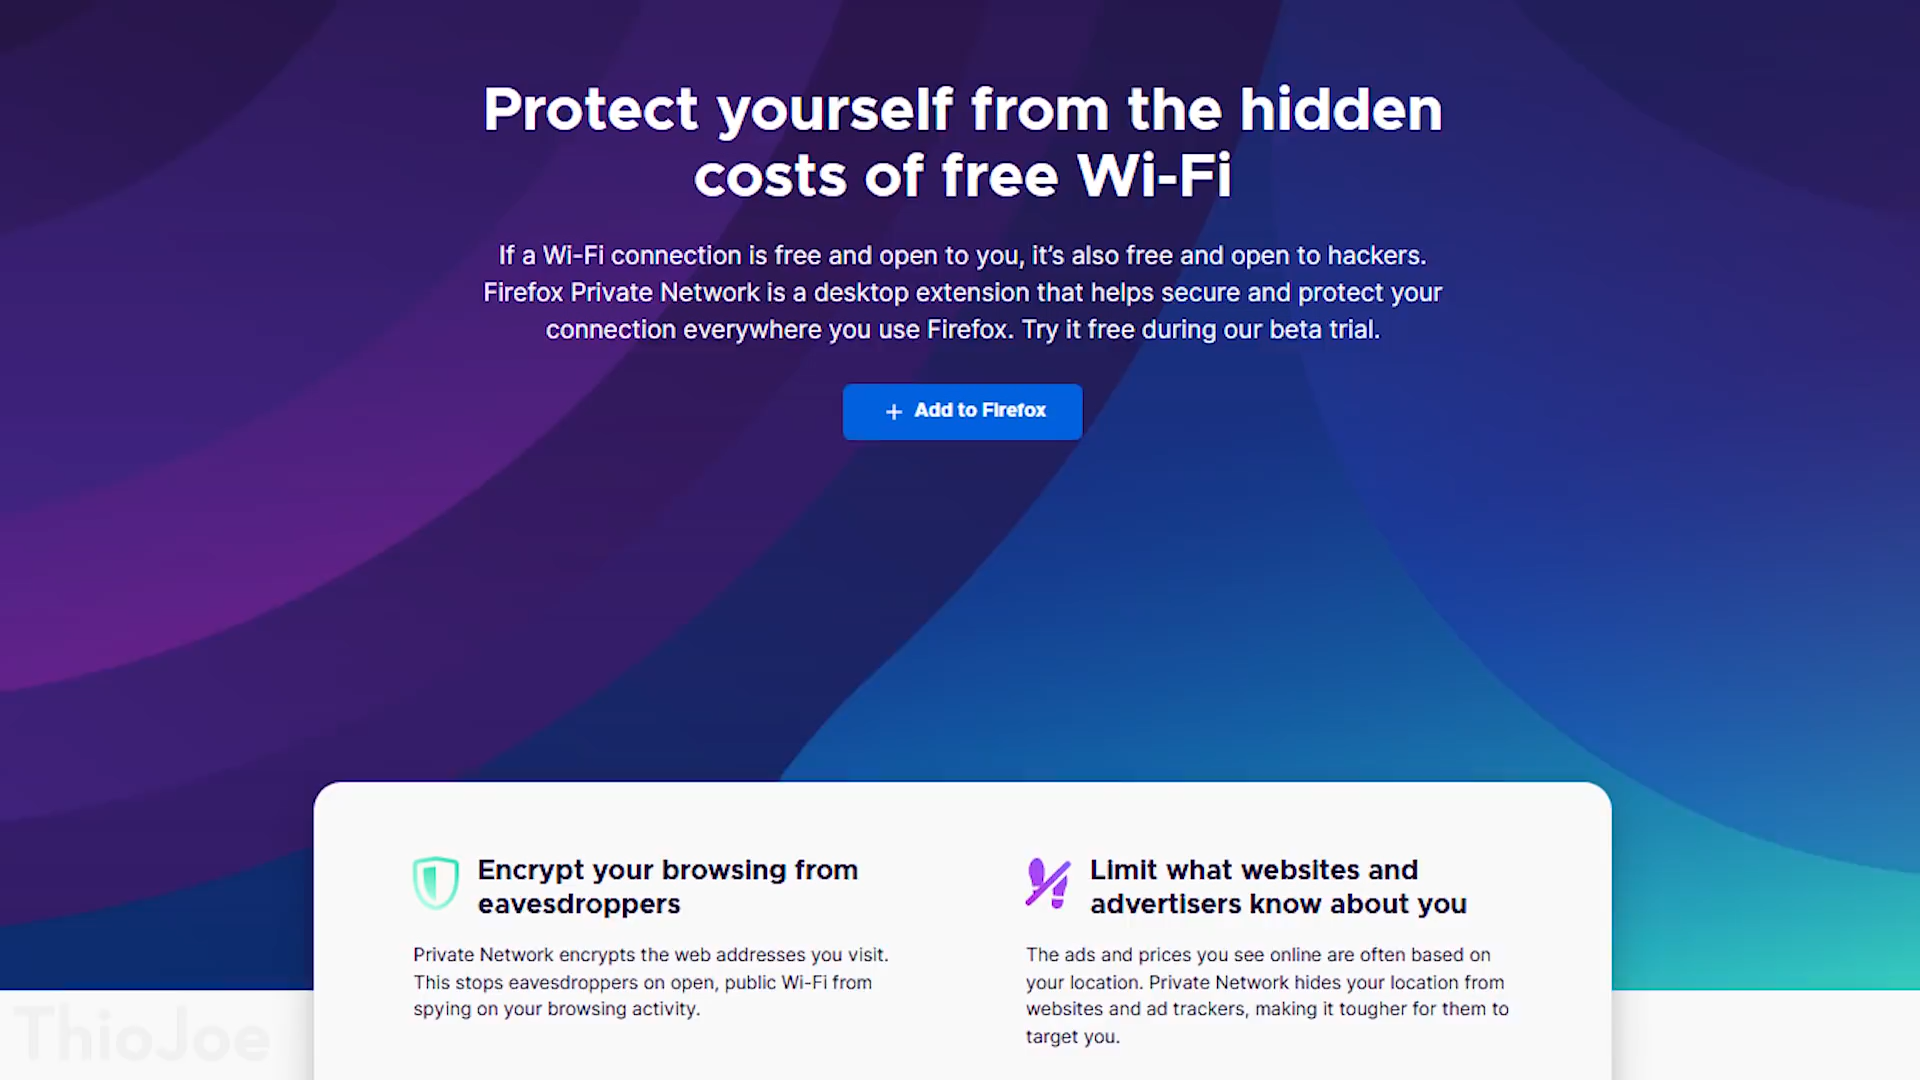 Protect yourself from the hidden
costs of free Wi-Fi
If a Wi-Fi connection is free and open to you, it’s also free and open to hackers.
Firefox Private Network is a desktop extension that helps secure and protect your
connection everywhere you use Firefox. Try it free during our beta trial.
+ Add to Firefox
Encrypt your browsing from
eavesdroppers
Private Network encrypts the web addresses you visit.
This stops eavesdroppers on open, public Wi-Fi from
spying on your browsing activity.
Limit what websites and
advertisers know about you
The ads and prices you see online are often based on
your location. Private Network hides your location from
websites and ad trackers, making it tougher for them to
target you.
ThioJoe